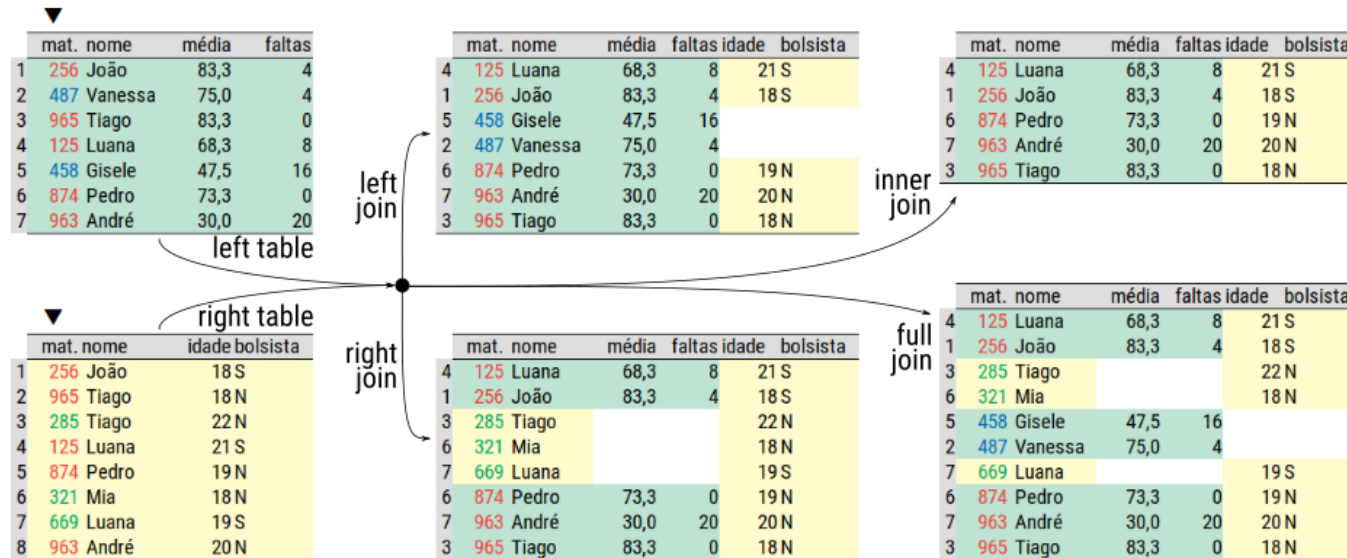 ▼
mat. nome média faltas
1 256 João 83,3 4
2 487 Vanessa 75,0 4
3 965 Tiago 83,3 0
4 125 Luana 68,3 8
5 458 Gisele 47,5 16
6 874 Pedro 73,3 0
7 963 André 30,0 20
left table
mat. nome média faltas idade bolsista
4 125 Luana 68,3 8 21 S
1 256 João 83,3 4 18 S
5 458 Gisele 47,5 16
2 487 Vanessa 75,0 4
6 874 Pedro 73,3 0 19 N
7 963 André 30,0 20 20 N
3 965 Tiago 83,3 0 18 N
left
join
mat. nome média faltas idade bolsista
4 125 Luana 68,3 8 21 S
1 256 João 83,3 4 18 S
6 874 Pedro 73,3 0 19 N
7 963 André 30,0 20 20 N
3 965 Tiago 83,3 0 18 N
inner
join
▼
right table
mat. nome idade bolsista
1 256 João 18 S
2 965 Tiago 18 N
3 285 Tiago 22 N
4 125 Luana 21 S
5 874 Pedro 19 N
6 321 Mia 18 N
7 669 Luana 19 S
8 963 André 20 N
right
join
mat. nome média faltas idade bolsista
4 125 Luana 68,3 8 21 S
1 256 João 83,3 4 18 S
3 285 Tiago 22 N
6 321 Mia 18 N
7 669 Luana 19 S
6 874 Pedro 73,3 0 19 N
7 963 André 30,0 20 20 N
3 965 Tiago 83,3 0 18 N
full
join
mat. nome média faltas idade bolsista
4 125 Luana 68,3 8 21 S
1 256 João 83,3 4 18 S
3 285 Tiago 22 N
6 321 Mia 18 N
5 458 Gisele 47,5 16
2 487 Vanessa 75,0 4
7 669 Luana 19 S
6 874 Pedro 73,3 0 19 N
7 963 André 30,0 20 20 N
3 965 Tiago 83,3 0 18 N